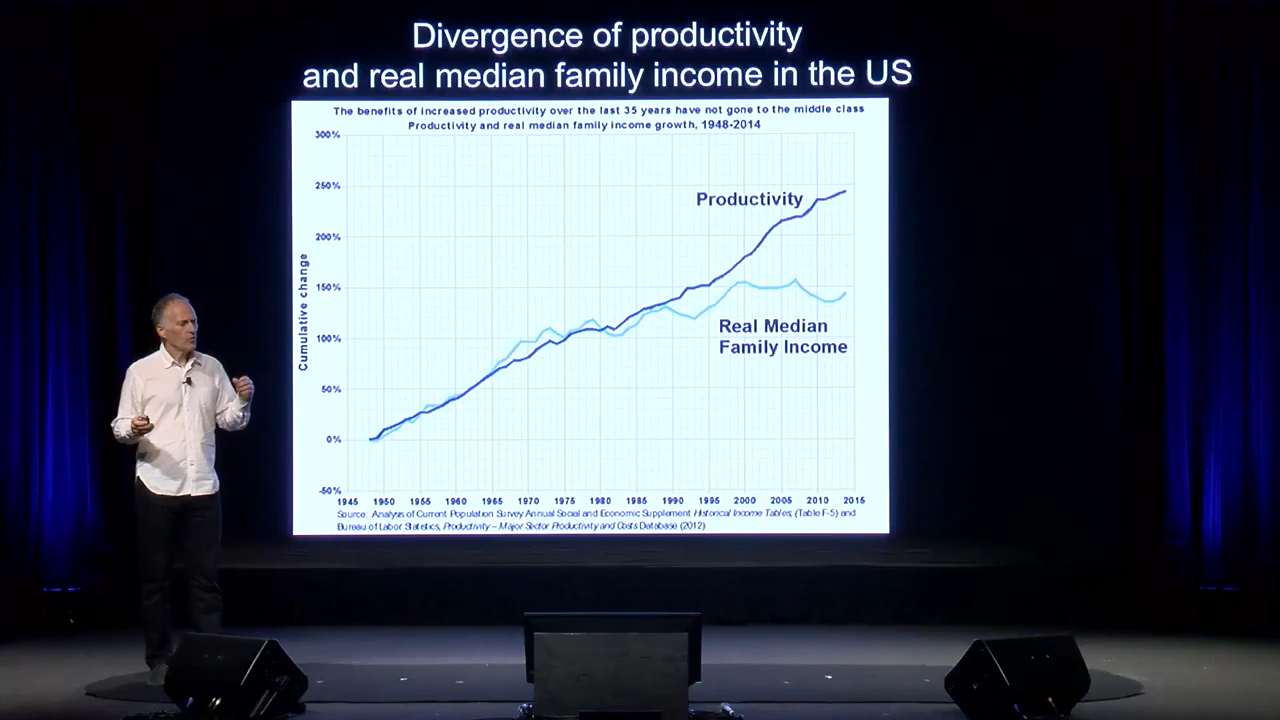 Divergence of productivity
and real median family income in the US
The benefits of increased productivity over the last 35 years have not gone to the middle class
Productivity and real median family income growth, 1948-2014
300%
250%
200%
150%
100%
50%
0%
-50%
Cumulative change
Productivity
Real Median
Family Income
1945 1950 1955 1960 1965 1970 1975 1980 1985 1990 1995 2000 2005 2010 2015
Source: Analysis of Current Population Survey Annual Social and Economic Supplement Historical Income Tables, (Table F-5) and
Bureau of Labor Statistics, Productivity – Major Sector Productivity and Costs Database (2012)